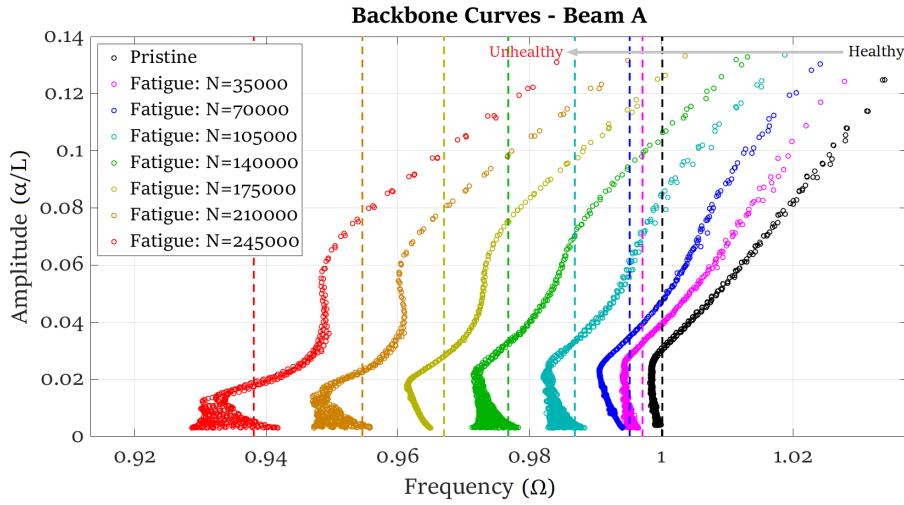 Backbone Curves - Beam A
Unhealthy
Healthy
Pristine
Fatigue: N=35000
Fatigue: N=70000
Fatigue: N=105000
Fatigue: N=140000
Fatigue: N=175000
Fatigue: N=210000
Fatigue: N=245000
Amplitude (α/L)
0.14
0.12
0.1
0.08
0.06
0.04
0.02
0
0.92 0.94 0.96 0.98 1 1.02
Frequency (Ω)